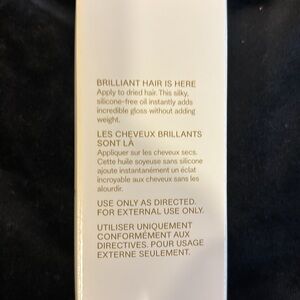 BRILLIANT HAIR IS HERE
Apply to dried hair. This silky,
silicone-free oil instantly adds
incredible gloss without adding
weight.
LES CHEVEUX BRILLANTS
SONT LÀ
Appliquer sur les cheveux secs.
Cette huile soyeuse sans silicone
ajoute instantanément un éclat
incroyable aux cheveux sans les
alourdir.
USE ONLY AS DIRECTED.
FOR EXTERNAL USE ONLY.
UTILISER UNIQUEMENT
CONFORMÉMENT AUX
DIRECTIVES. POUR USAGE
EXTERNE SEULEMENT.